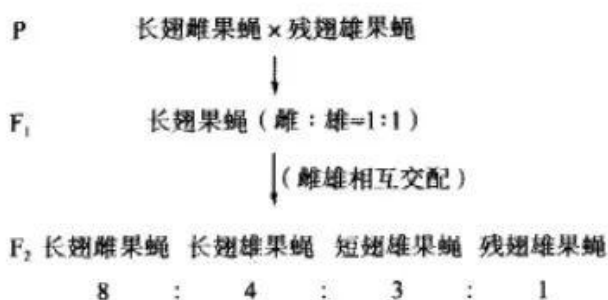 P 长翅雌果蝇×残翅雄果蝇
F₁ 长翅果蝇(雌:雄=1:1)
(雌雄相互交配)
F₂ 长翅雌果蝇 长翅雄果蝇 短翅雄果蝇 残翅雄果蝇
8 : 4 : 3 : 1